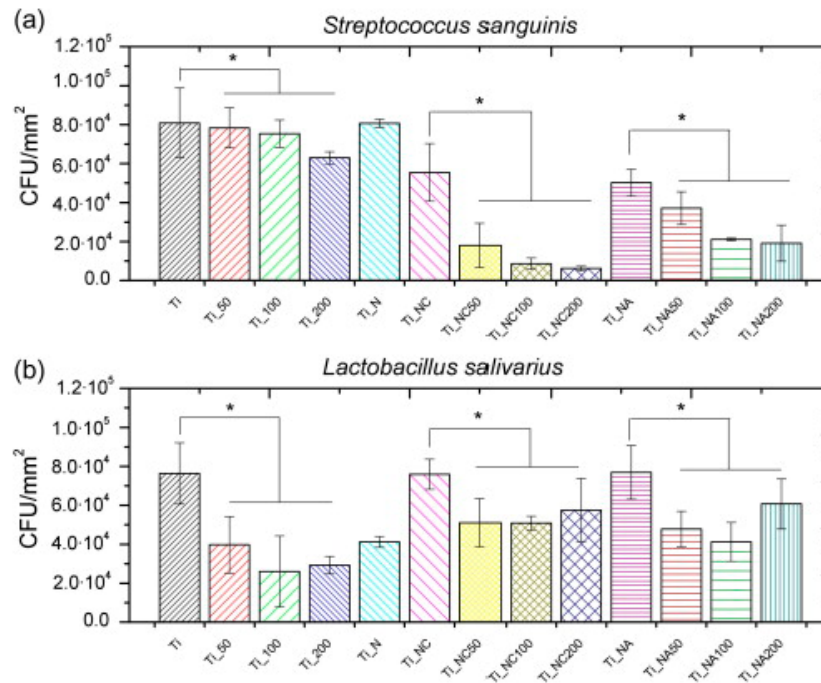 (a)
Streptococcus sanguinis
1.2·10⁵
1.0·10⁵
8.0·10⁴
6.0·10⁴
4.0·10⁴
2.0·10⁴
0.0
CFU/mm²
*
*
*
Ti
Ti_50
Ti_100
Ti_200
Ti_N
Ti_NC
Ti_NC50
Ti_NC100
Ti_NC200
Ti_NA
Ti_NA50
Ti_NA100
Ti_NA200
(b)
Lactobacillus salivarius
1.2·10⁵
1.0·10⁵
8.0·10⁴
6.0·10⁴
4.0·10⁴
2.0·10⁴
0.0
CFU/mm²
*
*
*
Ti
Ti_50
Ti_100
Ti_200
Ti_N
Ti_NC
Ti_NC50
Ti_NC100
Ti_NC200
Ti_NA
Ti_NA50
Ti_NA100
Ti_NA200